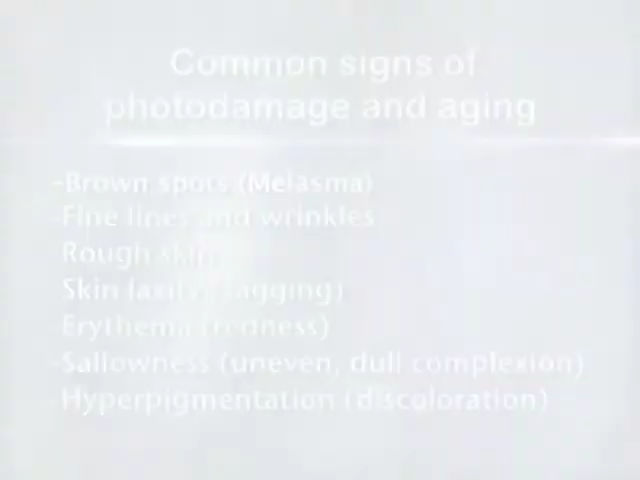 Common signs of
photodamage and aging
-Brown spots (Melasma)
-Fine lines and wrinkles
Rough skin
Skin laxity (sagging)
-Erythema (redness)
-Sallowness (uneven, dull complexion)
-Hyperpigmentation (discoloration)